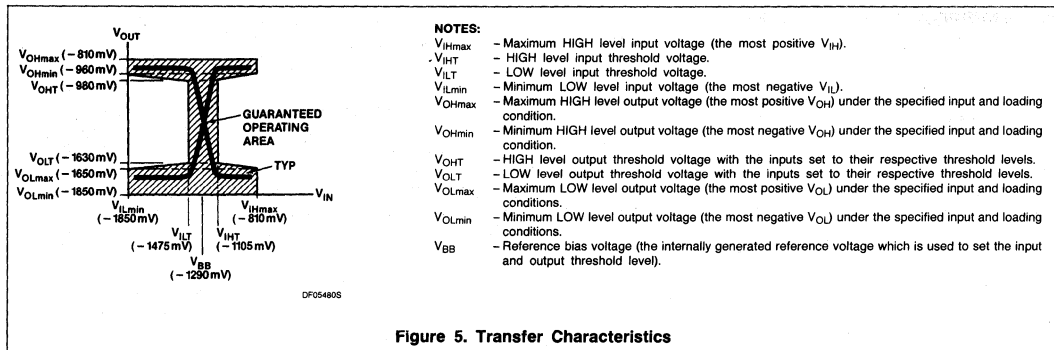 VOUT
VOHmax (– 810mV)
VOHmin (– 960mV)
VOHT (– 980mV)
GUARANTEED
OPERATING
AREA
VOLT (– 1630mV)
TYP
VOLmax (– 1650mV)
VOLmin (– 1850mV)
VIN
VILmin
(– 1850mV)
VIHmax
(– 810mV)
VILT
(– 1475mV)
VIHT
(– 1105mV)
VBB
(– 1290mV)
DF05480S
NOTES:
VIHmax – Maximum HIGH level input voltage (the most positive VIH).
VIHT – HIGH level input threshold voltage.
VILT – LOW level input threshold voltage.
VILmin – Minimum LOW level input voltage (the most negative VIL).
VOHmax – Maximum HIGH level output voltage (the most positive VOH) under the specified input and loading
condition.
VOHmin – Minimum HIGH level output voltage (the most negative VOH) under the specified input and loading
condition.
VOHT – HIGH level output threshold voltage with the inputs set to their respective threshold levels.
VOLT – LOW level output threshold voltage with the inputs set to their respective threshold levels.
VOLmax – Maximum LOW level output voltage (the most positive VOL) under the specified input and loading
conditions.
VOLmin – Minimum LOW level output voltage (the most negative VOL) under the specified input and loading
conditions.
VBB – Reference bias voltage (the internally generated reference voltage which is used to set the input
and output threshold level).
Figure 5. Transfer Characteristics